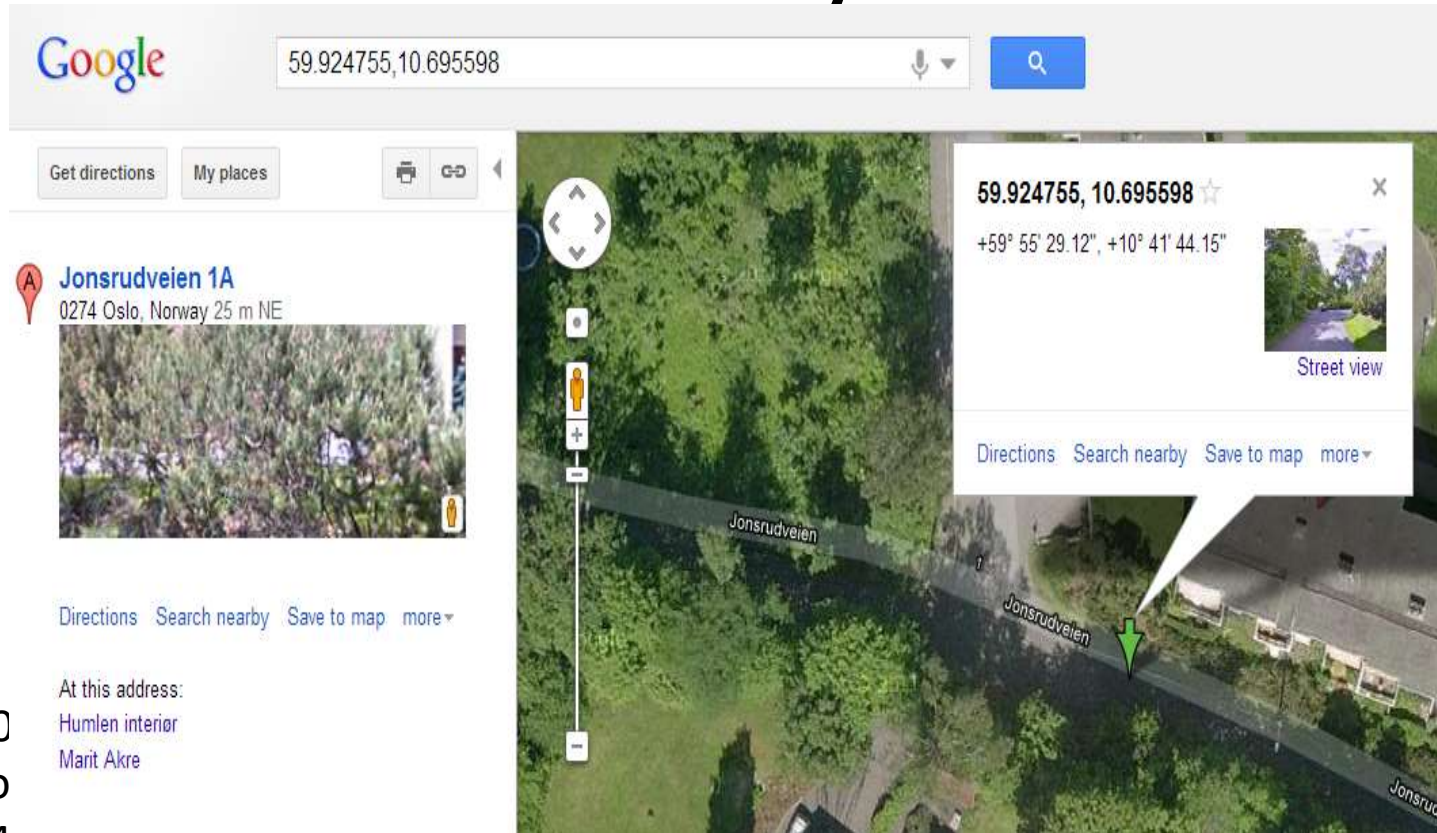 Google
59.924755,10.695598
Get directions
My places
Jonsrudveien 1A
0274 Oslo, Norway 25 m NE
Directions Search nearby Save to map more
At this address:
Humlen interiør
Marit Akre
59.924755, 10.695598
+59° 55' 29.12", +10° 41' 44.15"
Street view
Directions Search nearby Save to map more
Jonsrudveien
1
Jonsrudveien
A